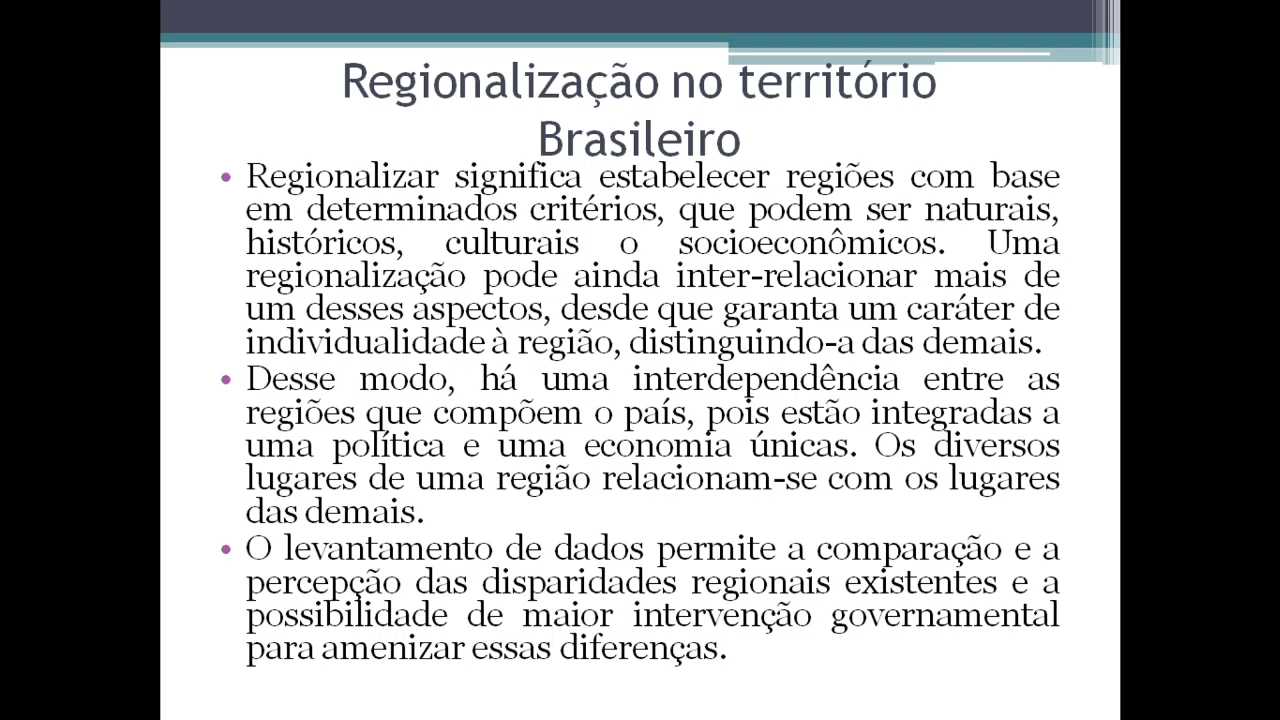 Regionalização no território
Brasileiro
• Regionalizar significa estabelecer regiões com base
em determinados critérios, que podem ser naturais,
históricos, culturais o socioeconômicos. Uma
regionalização pode ainda inter-relacionar mais de
um desses aspectos, desde que garanta um caráter de
individualidade à região, distinguindo-a das demais.
• Desse modo, há uma interdependência entre as
regiões que compõem o país, pois estão integradas a
uma política e uma economia únicas. Os diversos
lugares de uma região relacionam-se com os lugares
das demais.
• O levantamento de dados permite a comparação e a
percepção das disparidades regionais existentes e a
possibilidade de maior intervenção governamental
para amenizar essas diferenças.